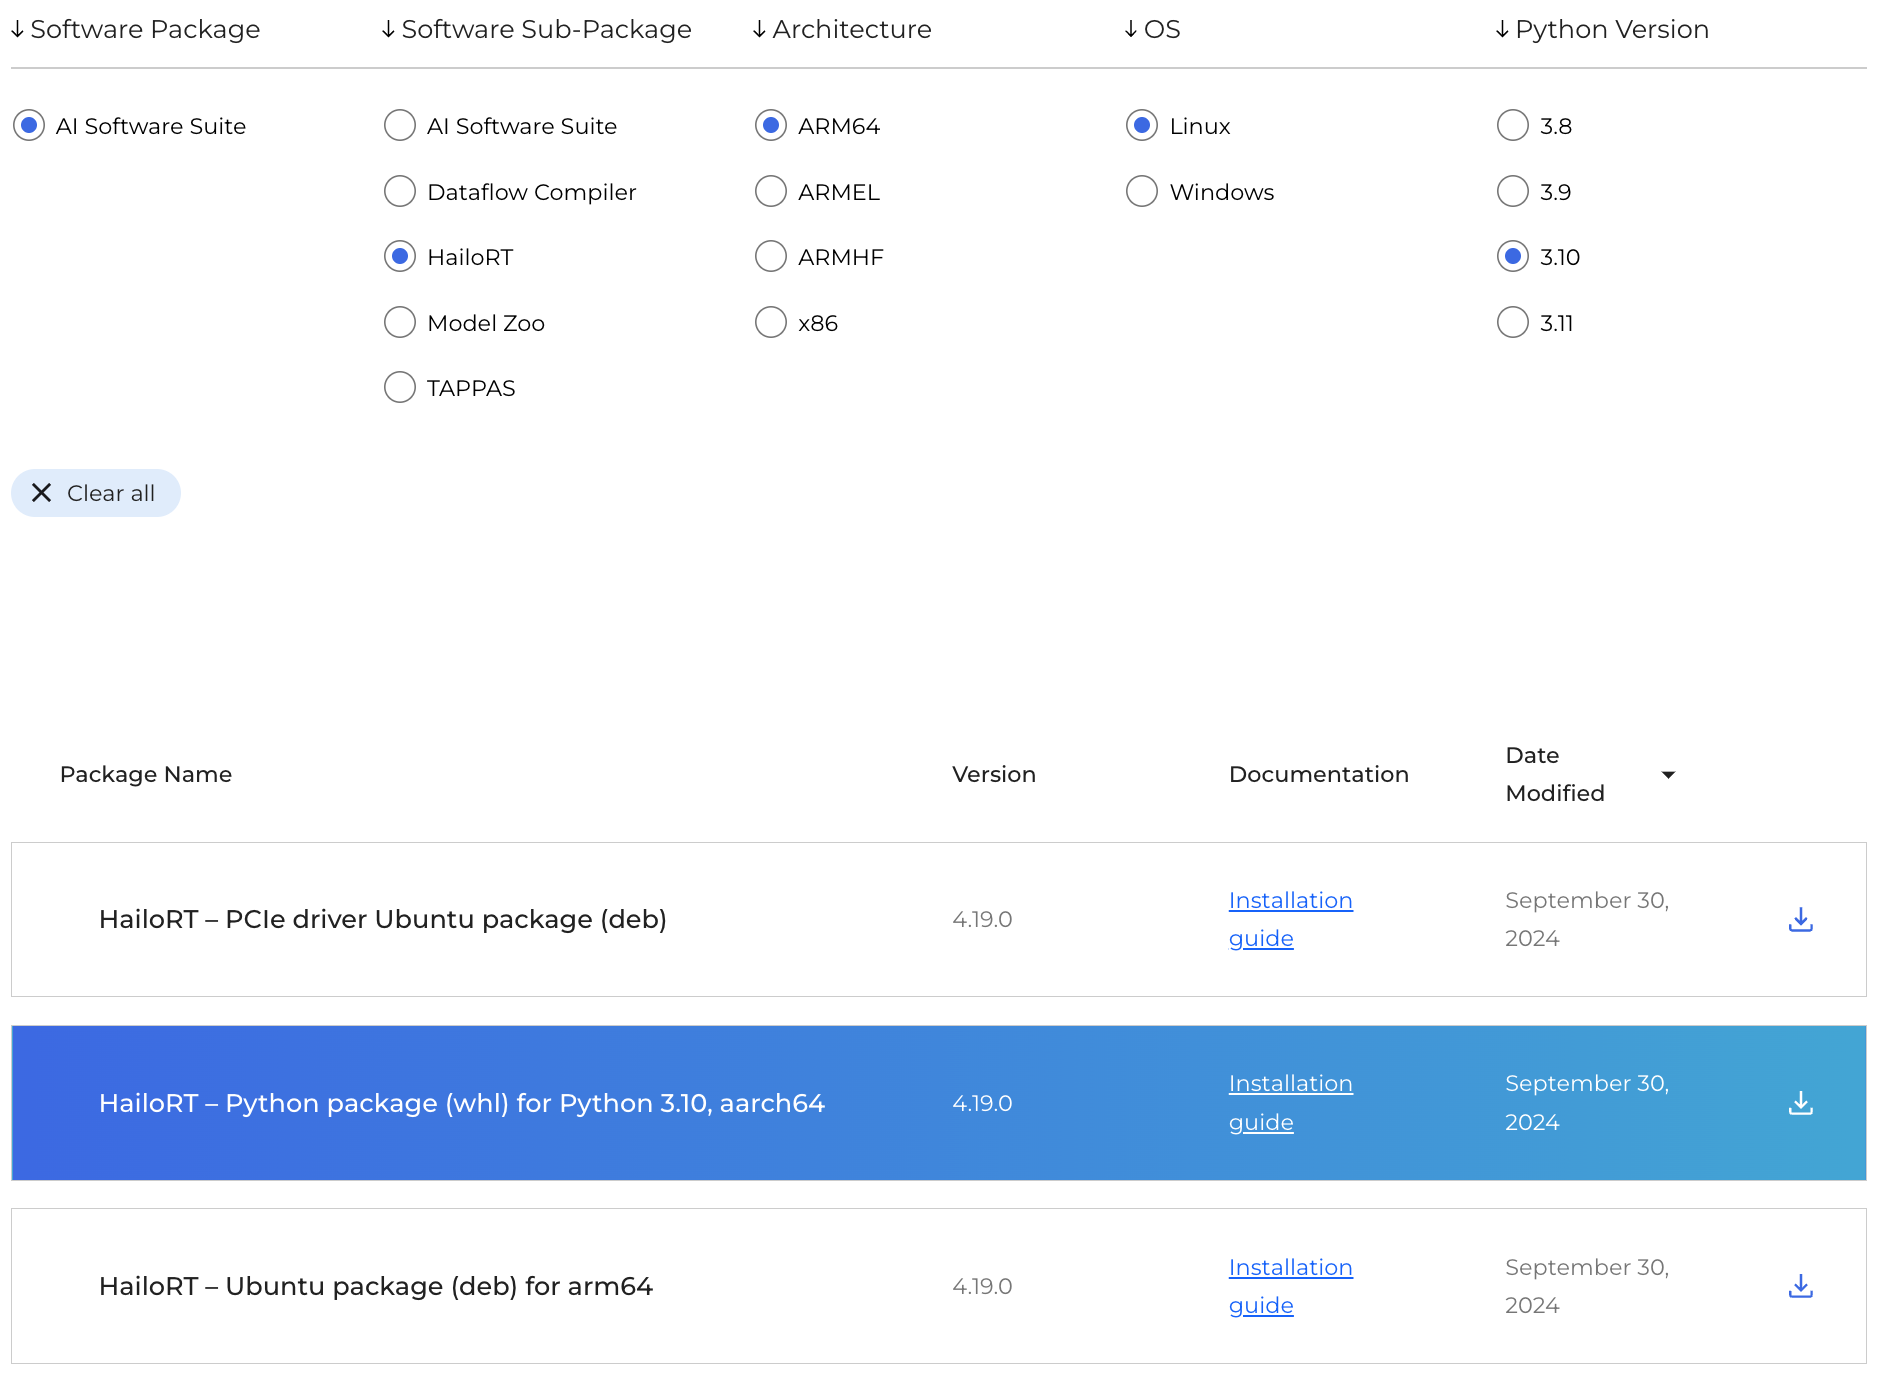 ↓ Software Package
↓ Software Sub-Package
↓ Architecture
↓ OS
↓ Python Version
AI Software Suite
AI Software Suite
Dataflow Compiler
HailoRT
Model Zoo
TAPPAS
ARM64
ARMEL
ARMHF
x86
Linux
Windows
3.8
3.9
3.10
3.11
Clear all
Package Name
Version
Documentation
Date
Modified
HailoRT – PCIe driver Ubuntu package (deb)
4.19.0
Installation
guide
September 30,
2024
HailoRT – Python package (whl) for Python 3.10, aarch64
4.19.0
Installation
guide
September 30,
2024
HailoRT – Ubuntu package (deb) for arm64
4.19.0
Installation
guide
September 30,
2024